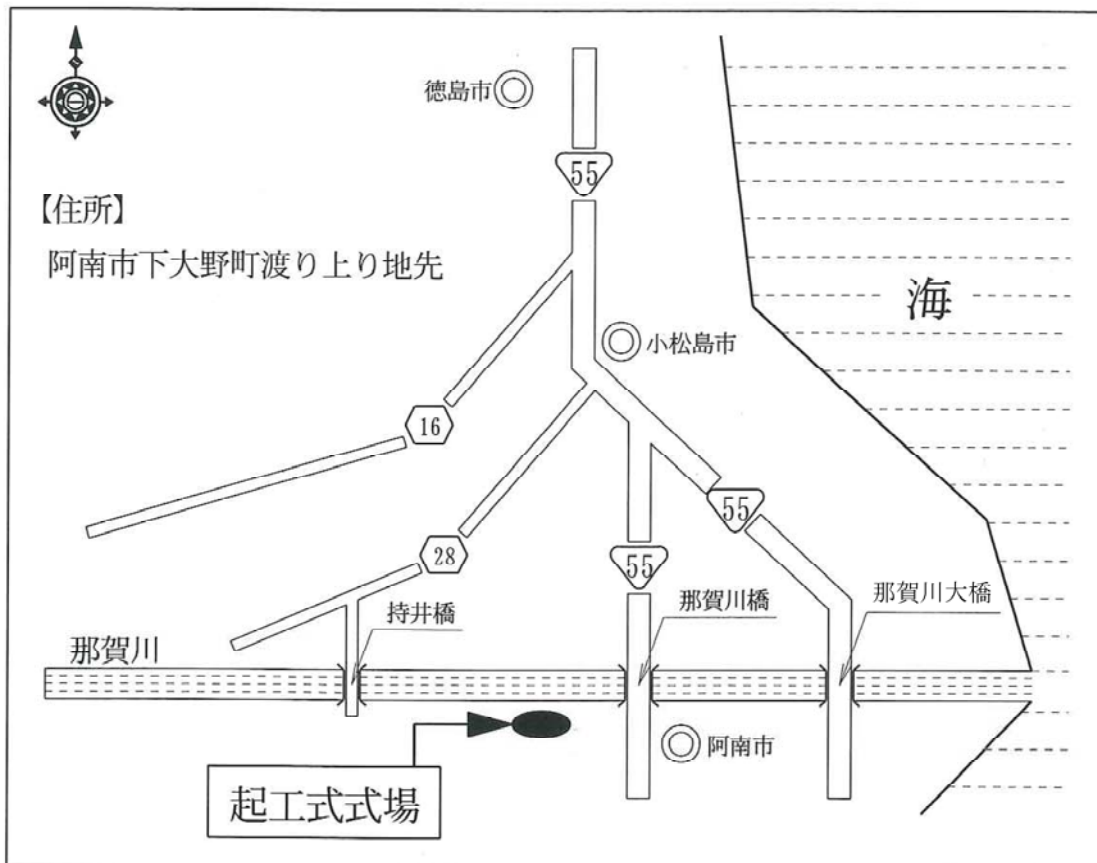 徳島市
55
【住所】
阿南市下大野町渡り上り地先
海
小松島市
16
55
28
55
那賀川大橋
那賀川橋
持井橋
那賀川
阿南市
起工式式場